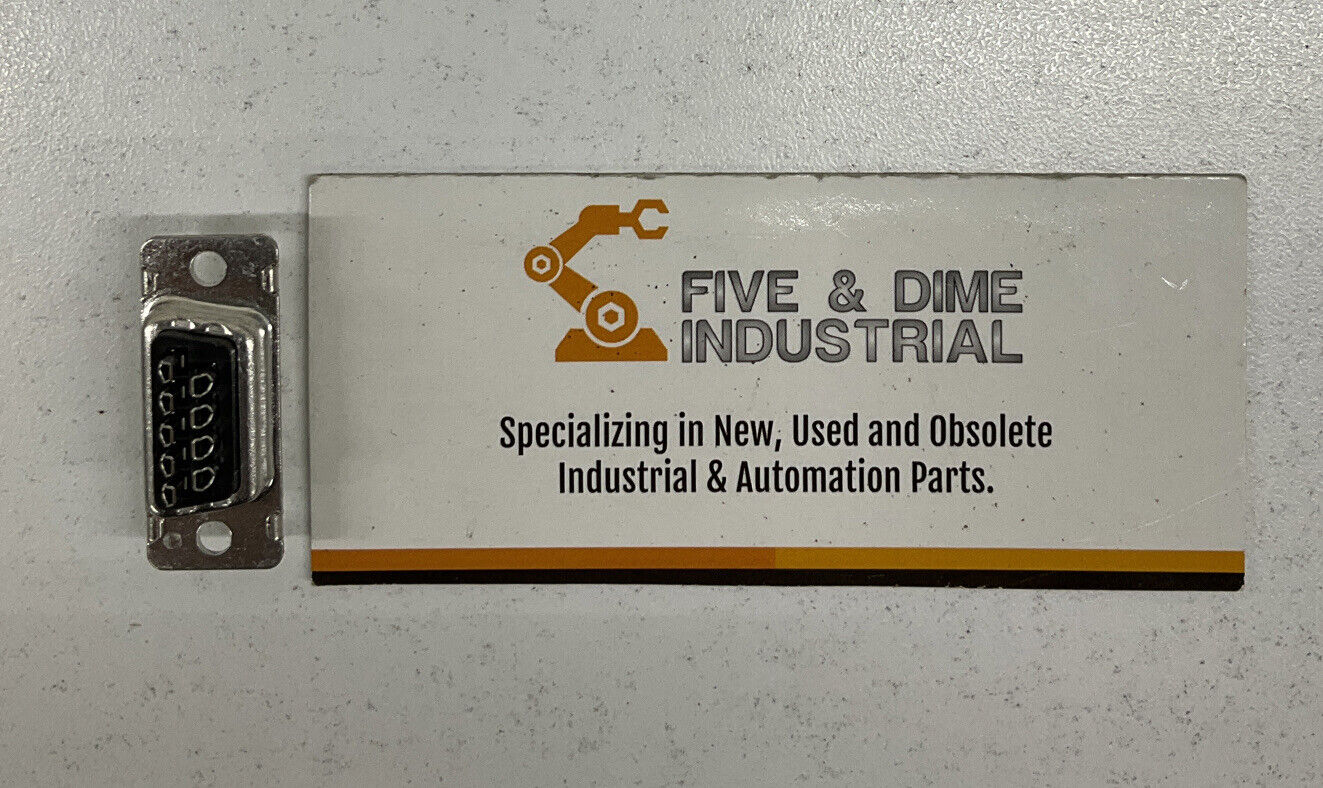 FIVE & DIME
INDUSTRIAL
Specializing in New, Used and Obsolete
Industrial & Automation Parts.